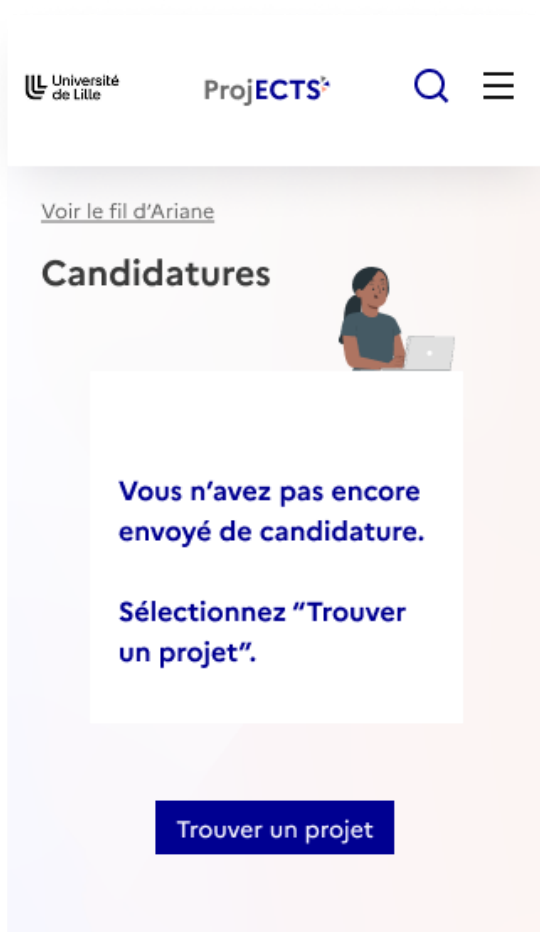 Université
de Lille
ProjECTS
Voir le fil d’Ariane
Candidatures
Vous n’avez pas encore
envoyé de candidature.
Sélectionnez “Trouver
un projet”.
Trouver un projet